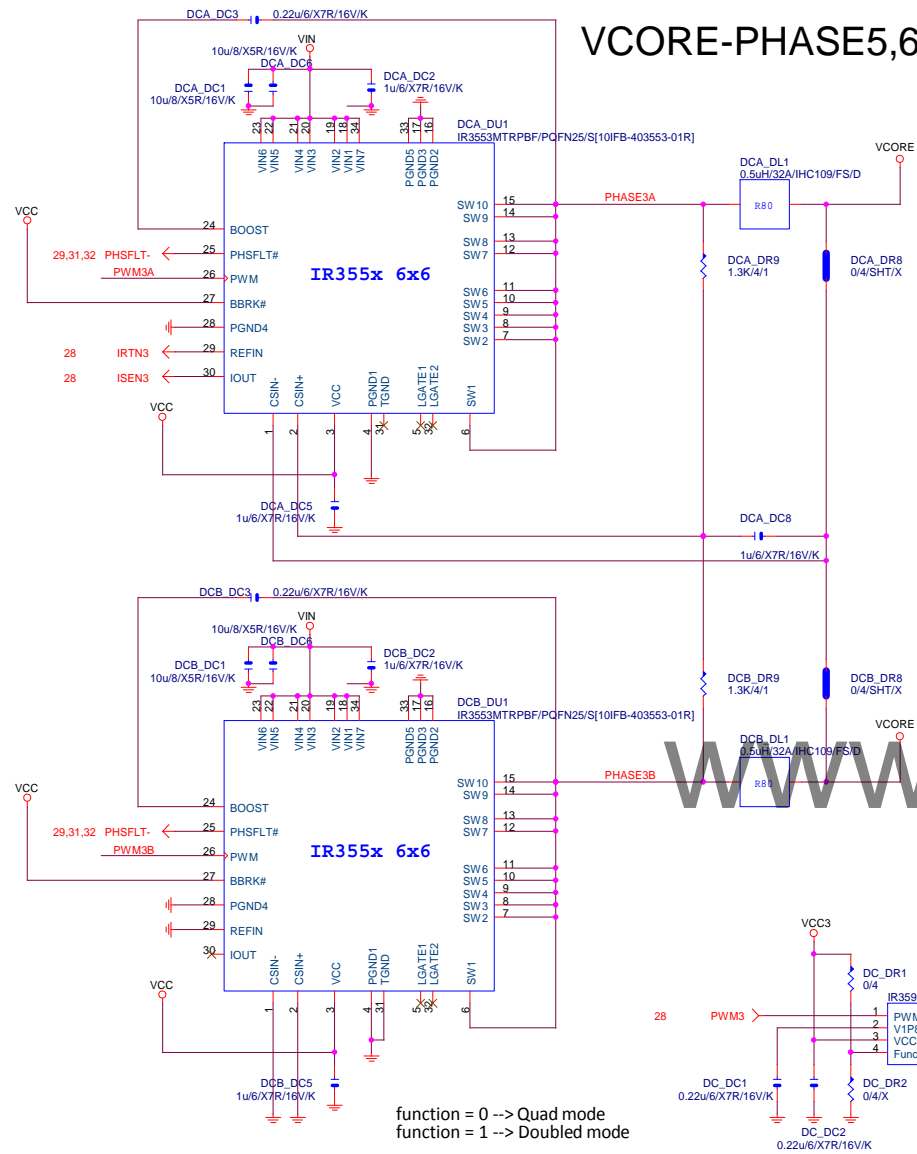 VCORE-PHASE5,6
DCA_DC3
0.22u/6/X7R/16V/K
VIN
10u/8/X5R/16V/K
DCA_DC6
DCA_DC1
10u/8/X5R/16V/K
DCA_DC2
1u/6/X7R/16V/K
DCA_DU1
IR3553MTRPBF/PQFN25/S[10IFB-403553-01R]
23 22 21 20 19 18 34 33 17 16
VIN6 VIN5 VIN4 VIN3 VIN2 VIN1 VIN7 PGND5 PGND3 PGND2
VCC
24 BOOST
29,31,32 PHSFLT- 25 PHSFLT#
PWM3A 26 PWM
27 BBRK#
28 PGND4
28 IRTN3 29 REFIN
28 ISEN3 30 IOUT
IR355x 6x6
SW10 15
SW9 14
SW8 13
SW7 12
SW6 11
SW5 10
SW4 9
SW3 8
SW2 7
CSIN- CSIN+ VCC PGND1 TGND LGATE1 LGATE2 SW1
1 2 3 4 31 5 32 6
PHASE3A
DCA_DL1
0.5uH/32A/IHC109/FS/D
R80
VCORE
DCA_DR9
1.3K/4/1
DCA_DR8
0/4/SHT/X
VCC
DCA_DC5
1u/6/X7R/16V/K
DCA_DC8
1u/6/X7R/16V/K
DCB_DC3
0.22u/6/X7R/16V/K
VIN
10u/8/X5R/16V/K
DCB_DC6
DCB_DC1
10u/8/X5R/16V/K
DCB_DC2
1u/6/X7R/16V/K
DCB_DR9
1.3K/4/1
DCB_DR8
0/4/SHT/X
DCB_DU1
IR3553MTRPBF/PQFN25/S[10IFB-403553-01R]
23 22 21 20 19 18 34 33 17 16
VIN6 VIN5 VIN4 VIN3 VIN2 VIN1 VIN7 PGND5 PGND3 PGND2
VCC
24 BOOST
29,31,32 PHSFLT- 25 PHSFLT#
PWM3B 26 PWM
27 BBRK#
28 PGND4
29 REFIN
30 IOUT
IR355x 6x6
SW10 15
SW9 14
SW8 13
SW7 12
SW6 11
SW5 10
SW4 9
SW3 8
SW2 7
CSIN- CSIN+ VCC PGND1 TGND LGATE1 LGATE2 SW1
1 2 3 4 31 5 32 6
PHASE3B
DCB_DL1
0.5uH/32A/IHC109/FS/D
R80
VCORE
WWW
VCC
DCB_DC5
1u/6/X7R/16V/K
function = 0 --> Quad mode
function = 1 --> Doubled mode
VCC3
DC_DR1
0/4
IR359
28 PWM3 1 PWM
2 V1P8
3 VCC
4 Func
DC_DC1
0.22u/6/X7R/16V/K
DC_DR2
0/4/X
DC_DC2
0.22u/6/X7R/16V/K